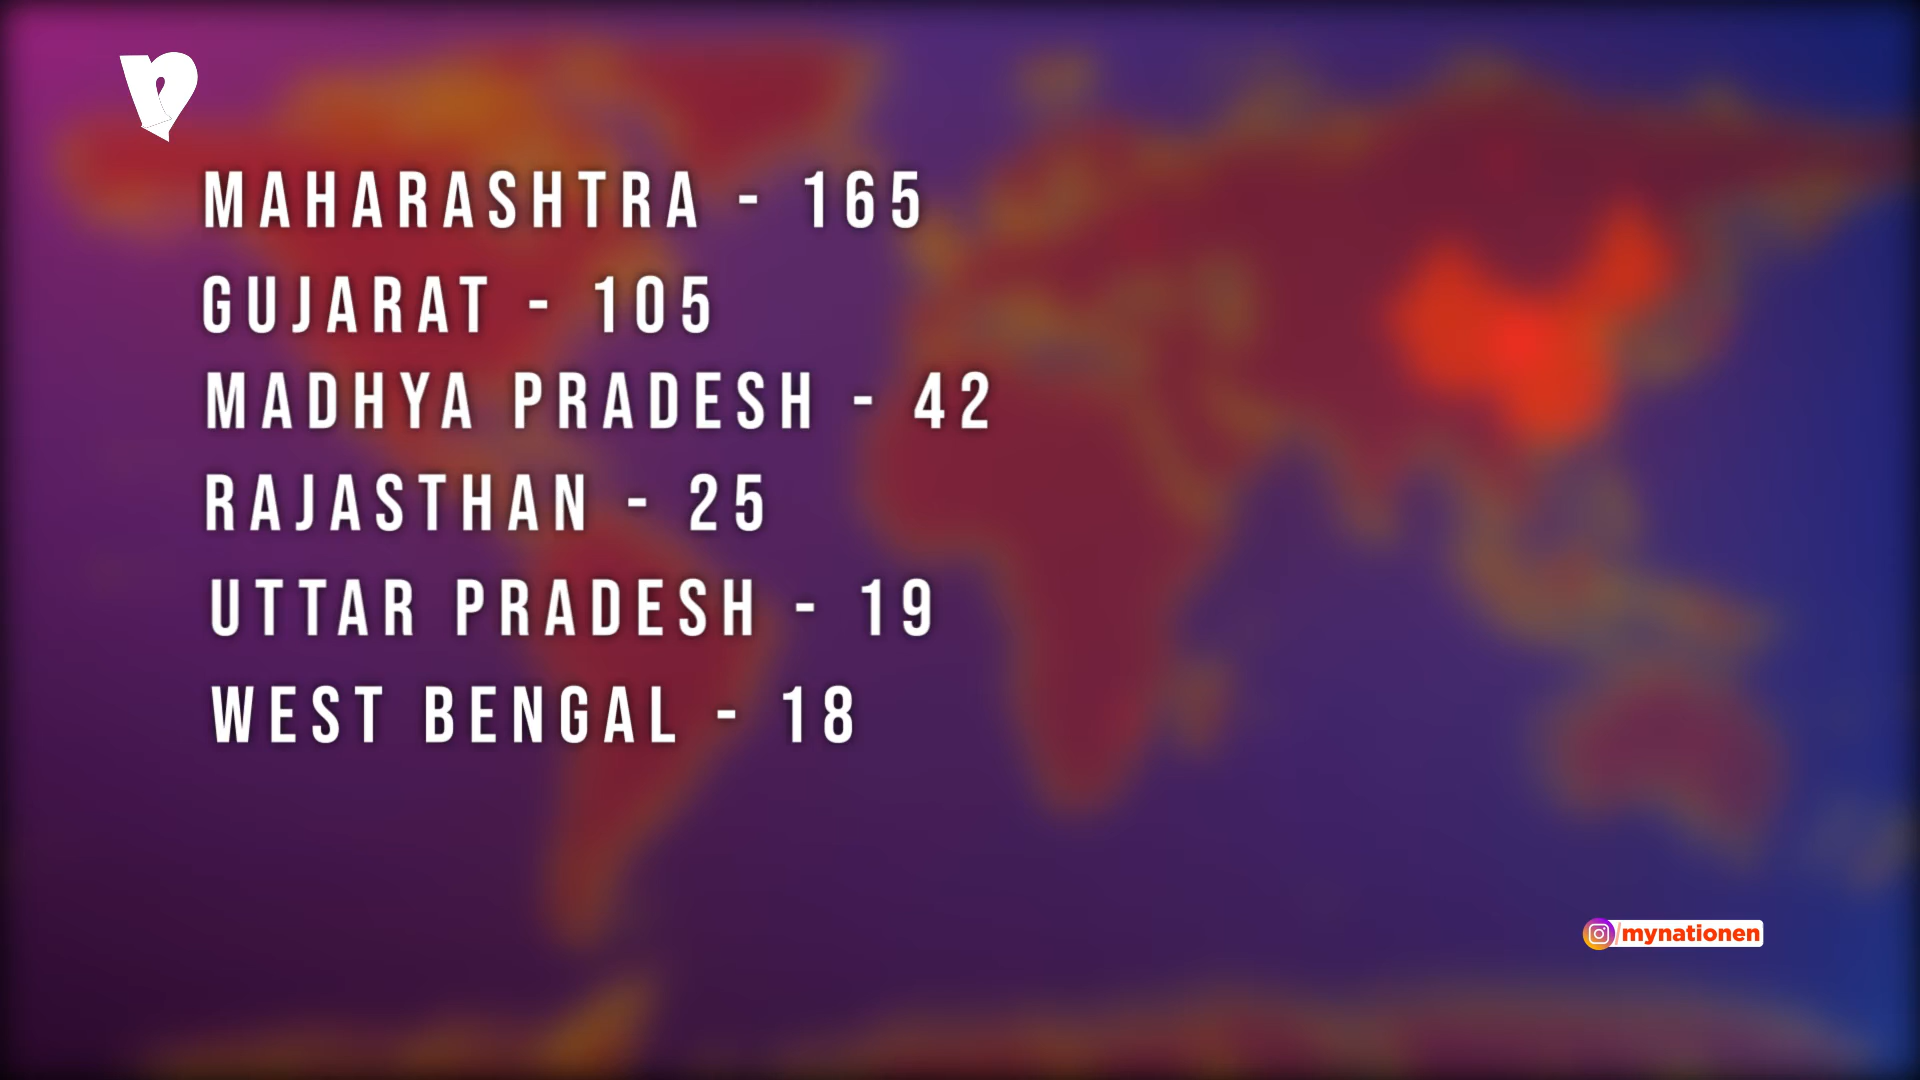 MAHARASHTRA - 165
GUJARAT - 105
MADHYA PRADESH - 42
RAJASTHAN - 25
UTTAR PRADESH - 19
WEST BENGAL - 18
mynationen